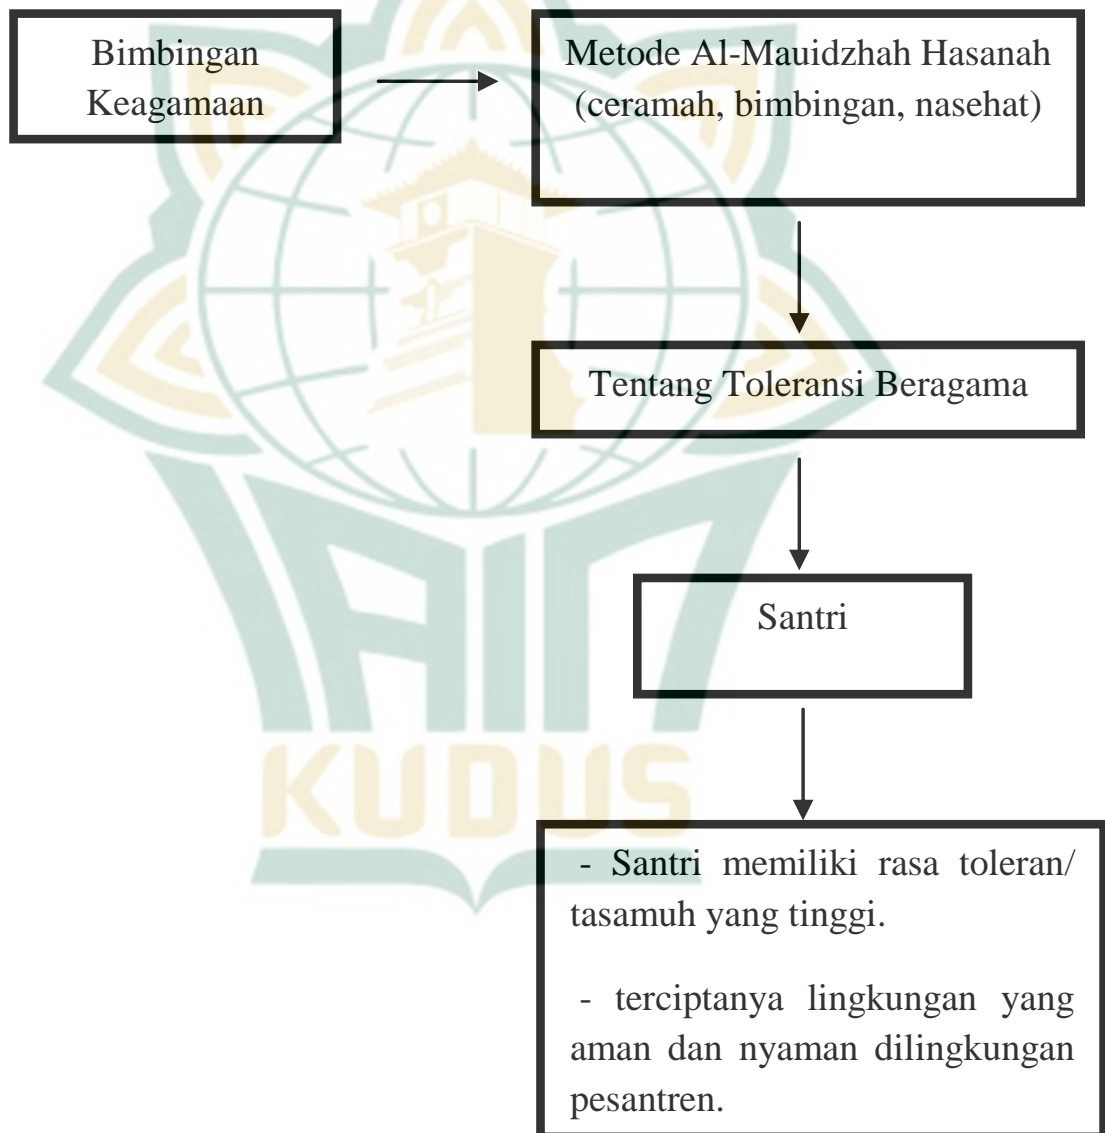 Bimbingan
Keagamaan
Metode Al-Mauidzhah Hasanah
(ceramah, bimbingan, nasehat)
Tentang Toleransi Beragama
Santri
- Santri memiliki rasa toleran/
tasamuh yang tinggi.
- terciptanya lingkungan yang
aman dan nyaman dilingkungan
pesantren.
IAIN
KUDUS